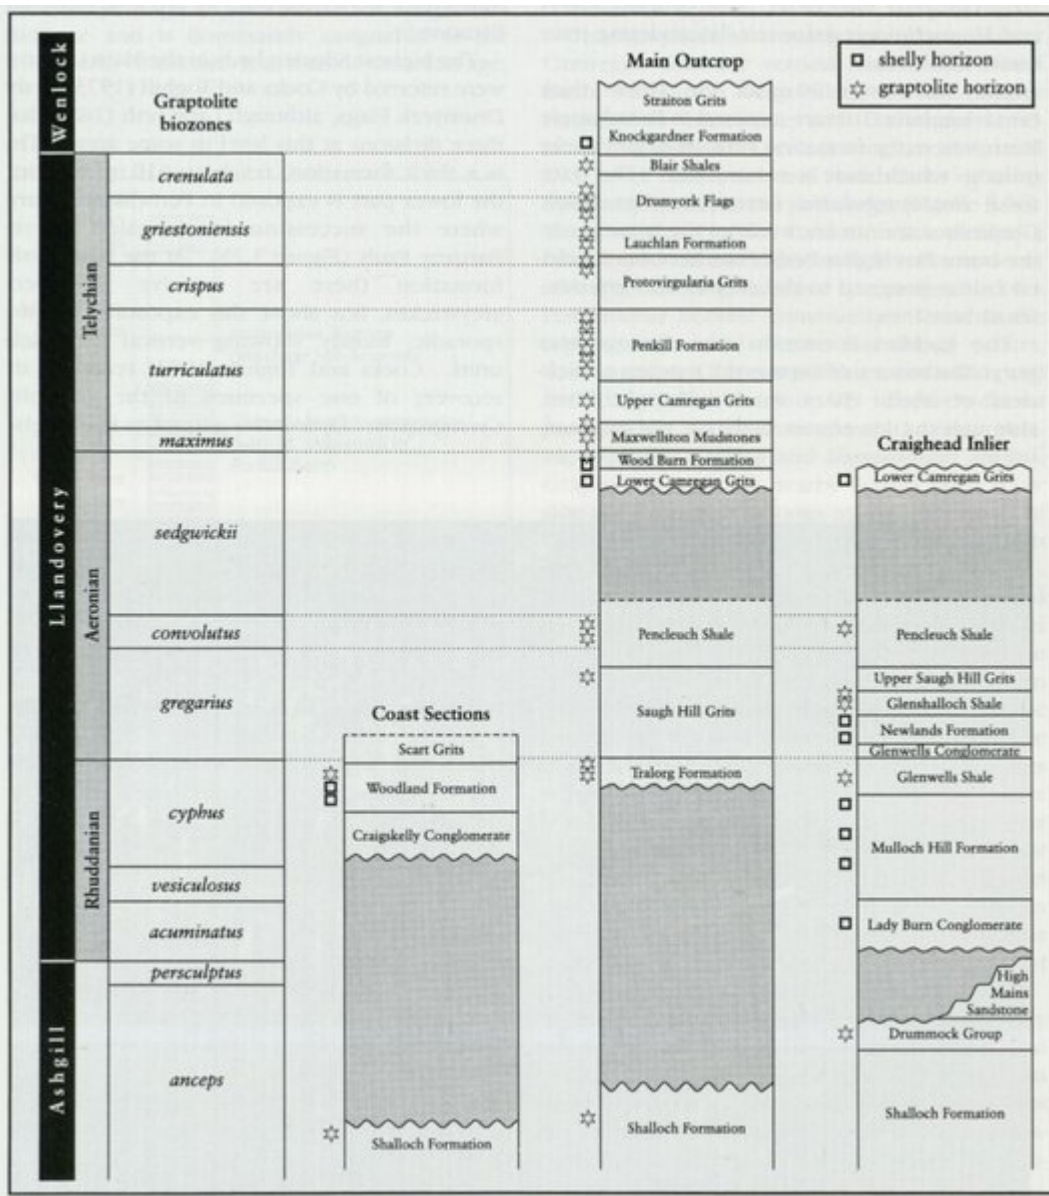 shelly horizon
graptolite horizon
Wenlock
Llandovery
Ashgill
Telychian
Aeronian
Rhuddanian
Graptolite
biozones
crenulata
griestoniensis
crispus
turriculatus
maximus
sedgwickii
convolutus
gregarius
cyphus
vesiculosus
acuminatus
persculptus
anceps
Coast Sections
Scart Grits
Woodland Formation
Craigskelly Conglomerate
Shalloch Formation
Main Outcrop
Straiton Grits
Knockgardner Formation
Blair Shales
Drumyork Flags
Lauchlan Formation
Protovirgularia Grits
Penkill Formation
Upper Camregan Grits
Maxwellston Mudstones
Wood Burn Formation
Lower Camregan Grits
Pencleuch Shale
Saugh Hill Grits
Tralorg Formation
Shalloch Formation
Craighead Inlier
Lower Camregan Grits
Pencleuch Shale
Upper Saugh Hill Grits
Glenshalloch Shale
Newlands Formation
Glenwells Conglomerate
Glenwells Shale
Mulloch Hill Formation
Lady Burn Conglomerate
High
Mains
Sandstone
Drummock Group
Shalloch Formation